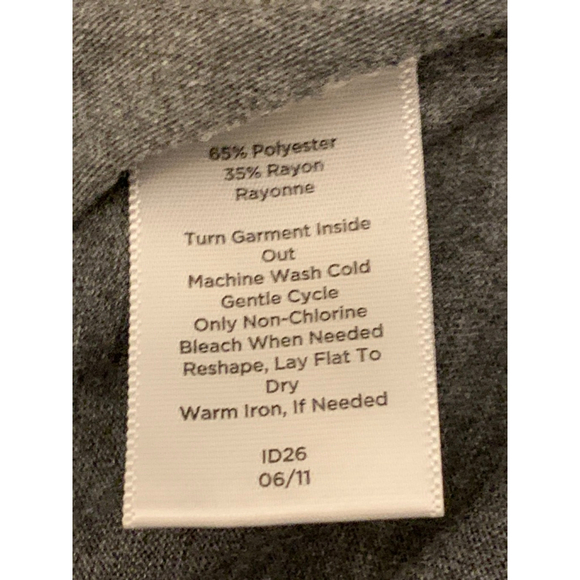 65% Polyester
35% Rayon
Rayonne
Turn Garment Inside
Out
Machine Wash Cold
Gentle Cycle
Only Non-Chlorine
Bleach When Needed
Reshape, Lay Flat To
Dry
Warm Iron, If Needed
ID26
06/11